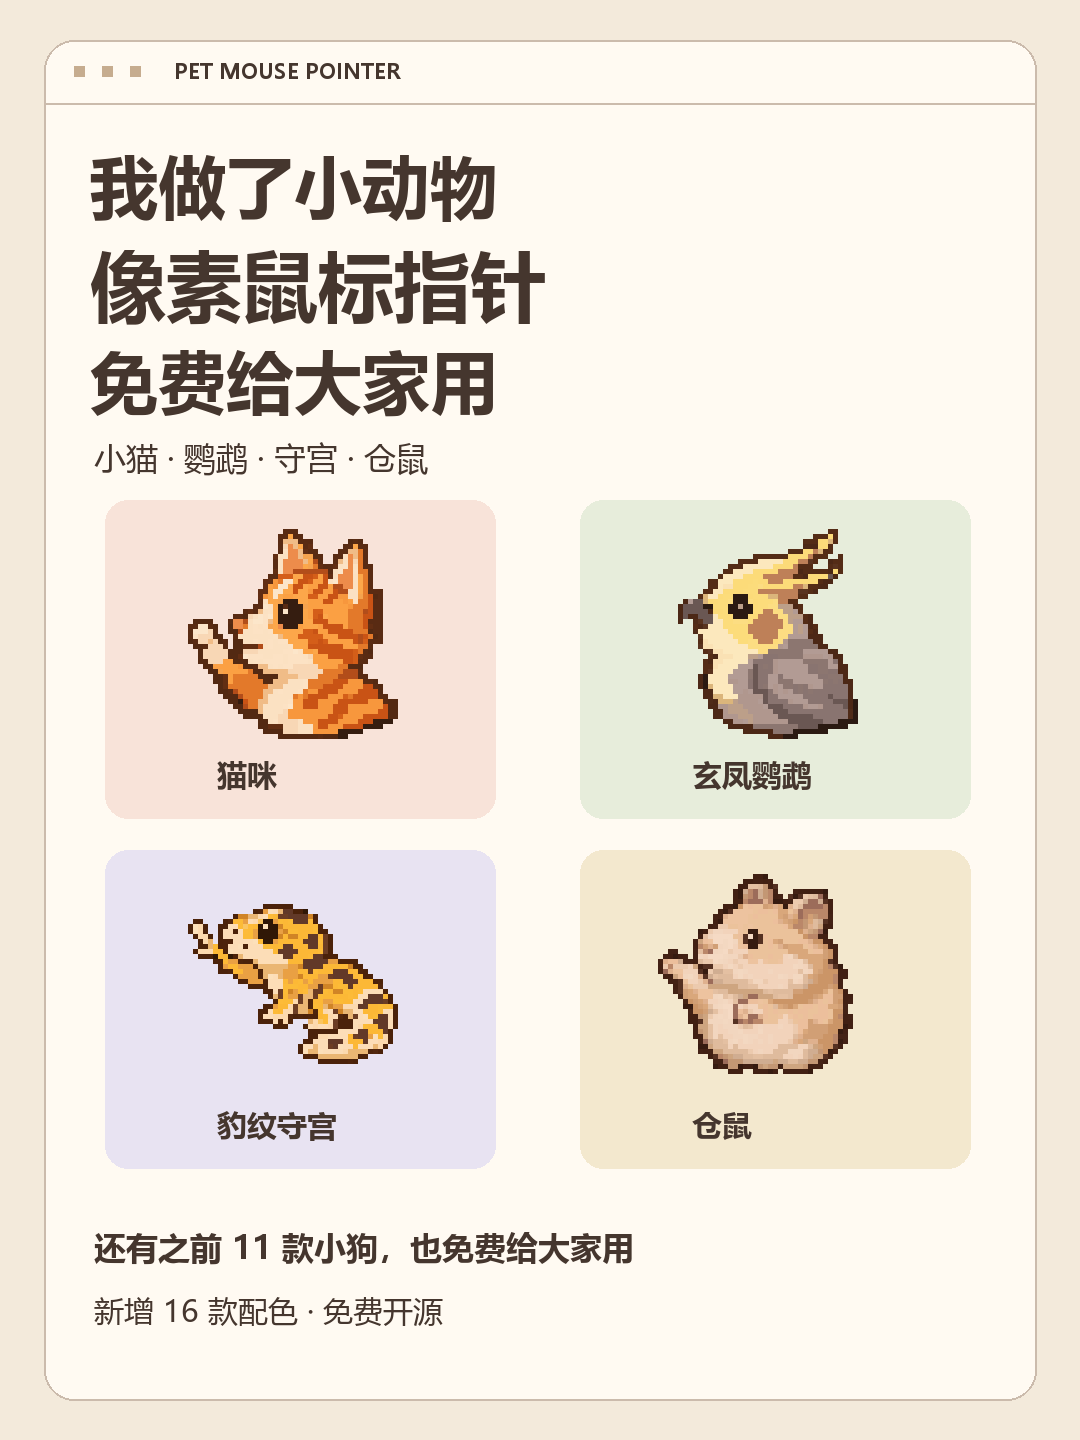 PET MOUSE POINTER
我做了小动物
像素鼠标指针
免费给大家用
小猫 · 鹦鹉 · 守宫 · 仓鼠
猫咪
玄凤鹦鹉
豹纹守宫
仓鼠
还有之前 11 款小狗，也免费给大家用
新增 16 款配色 · 免费开源